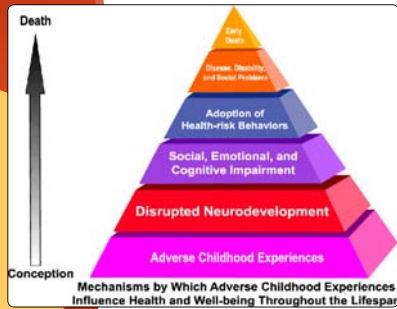 Death
Early
Death
Disease, Disability,
and Social Problems
Adoption of
Health-risk Behaviors
Social, Emotional, and
Cognitive Impairment
Disrupted Neurodevelopment
Adverse Childhood Experiences
Conception
Mechanisms by Which Adverse Childhood Experiences
Influence Health and Well-being Throughout the Lifespan